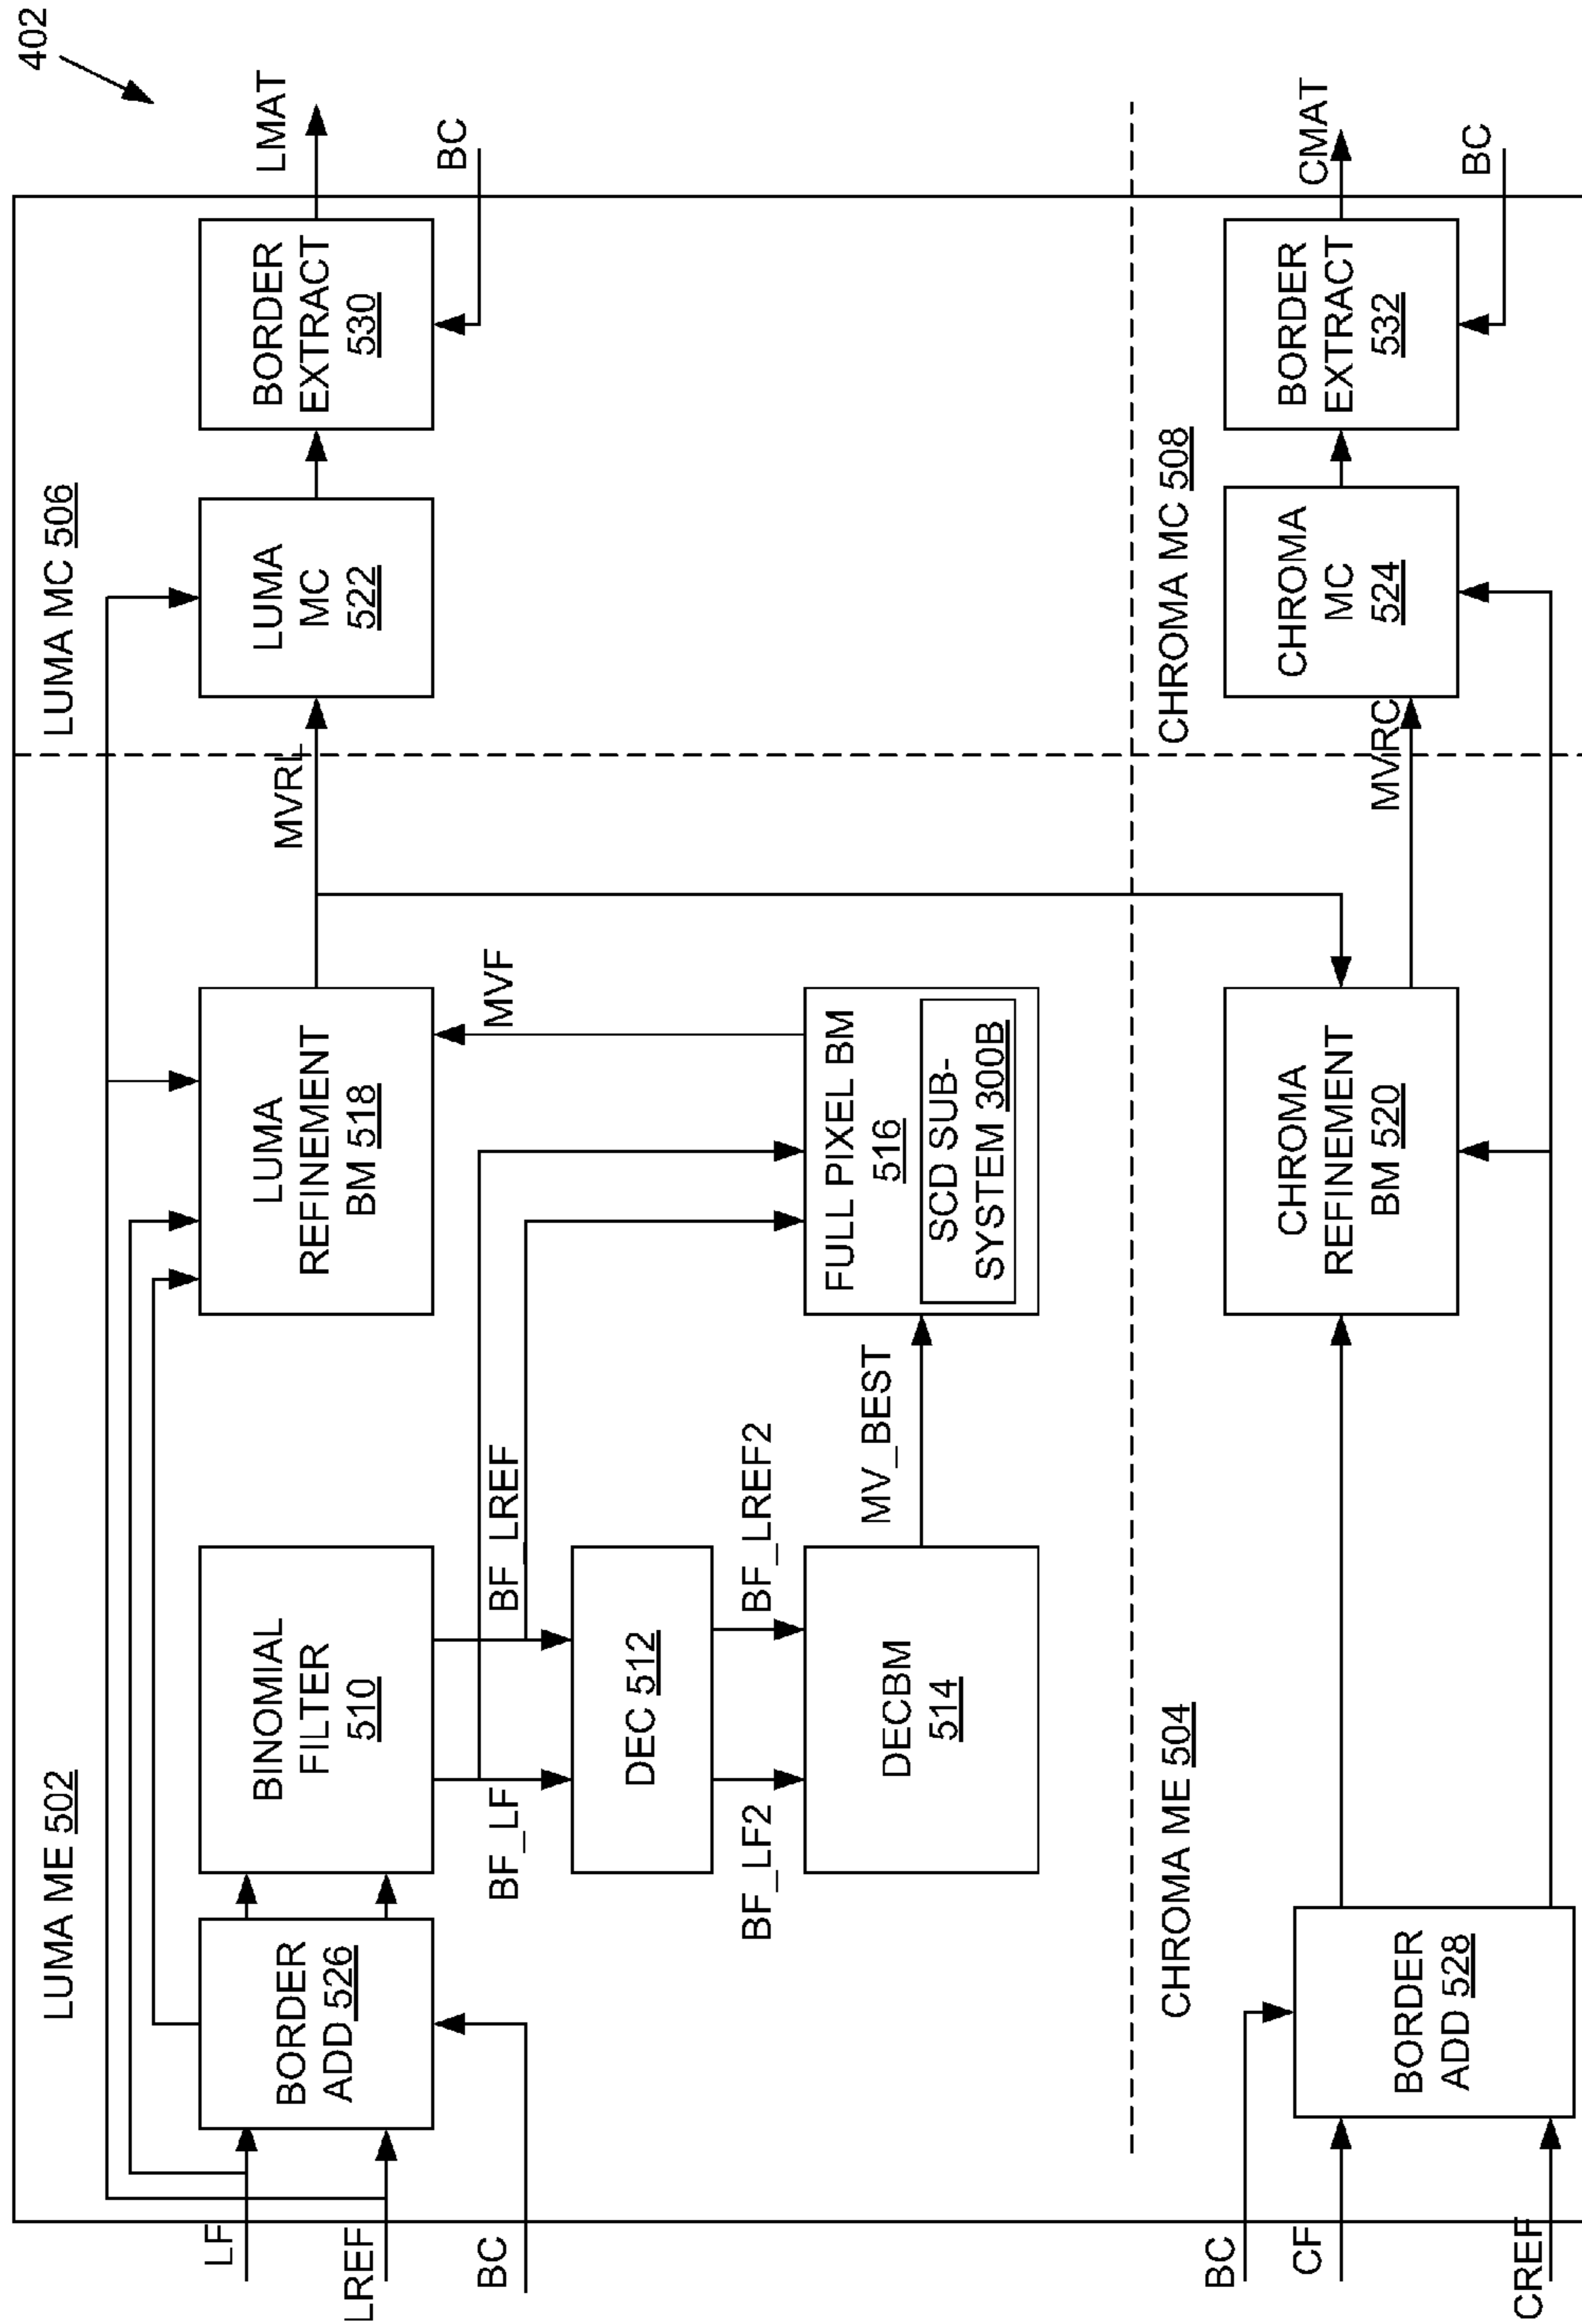 402
LUMA ME 502
LUMA MC 506
LF
LREF
BC
BORDER
ADD 526
BINOMIAL
FILTER
510
LUMA
REFINEMENT
BM 518
MVRL
LUMA
MC
522
BORDER
EXTRACT
530
LMAT
BC
BF_LF
BF_LREF
MVF
DEC 512
BF_LF2
BF_LREF2
DECBM
514
MV_BEST
FULL PIXEL BM
516
SCD SUB-
SYSTEM 300B
CHROMA ME 504
CHROMA MC 508
BC
CF
CREF
BORDER
ADD 528
CHROMA
REFINEMENT
BM 520
MVRC
CHROMA
MC
524
BORDER
EXTRACT
532
CMAT
BC